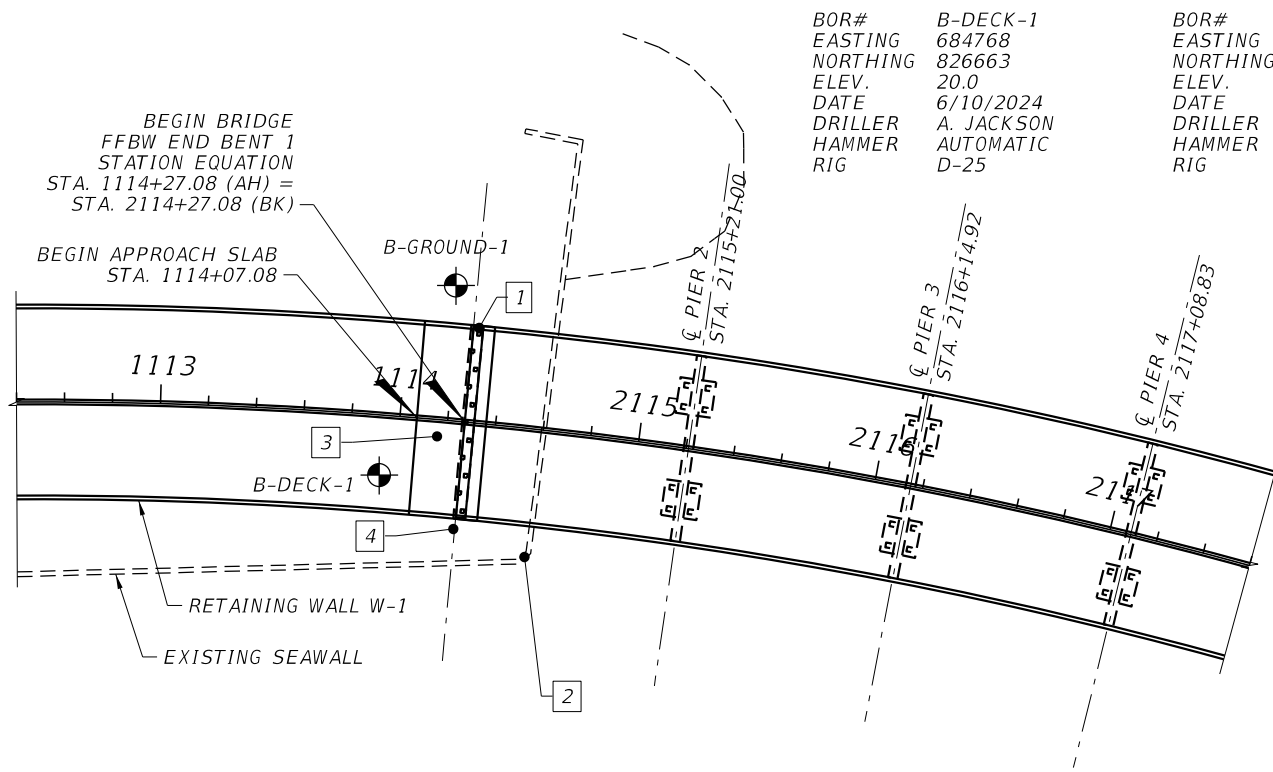 BOR# B-DECK-1
EASTING 684768
NORTHING 826663
ELEV. 20.0
DATE 6/10/2024
DRILLER A. JACKSON
HAMMER AUTOMATIC
RIG D-25
BOR#
EASTING
NORTHING
ELEV.
DATE
DRILLER
HAMMER
RIG
BEGIN BRIDGE
FFBW END BENT 1
STATION EQUATION
STA. 1114+27.08 (AH) =
STA. 2114+27.08 (BK)
BEGIN APPROACH SLAB
STA. 1114+07.08
B-GROUND-1
1
℄ PIER 2
STA. 2115+21.00
℄ PIER 3
STA. 2116+14.92
℄ PIER 4
STA. 2117+08.83
1113
1114
2115
2116
2117
3
B-DECK-1
4
RETAINING WALL W-1
EXISTING SEAWALL
2